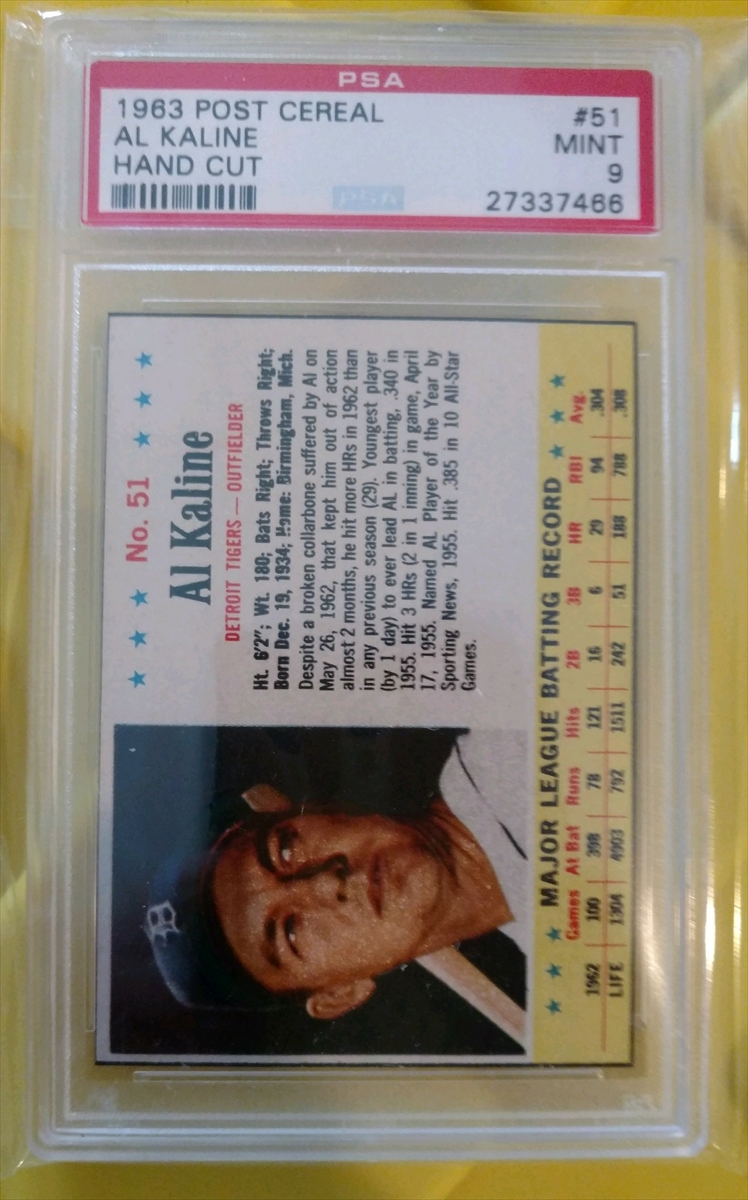 PSA
1963 POST CEREAL #51
AL KALINE MINT
HAND CUT 9
PSA
27337466
No. 51
Al Kaline
DETROIT TIGERS — OUTFIELDER
Ht. 6'2"; Wt. 180; Bats Right; Throws Right;
Born Dec. 19, 1934; Home: Birmingham, Mich.
Despite a broken collarbone suffered by Al on
May 26, 1962, that kept him out of action
almost 2 months, he hit more HRs in 1962 than
in any previous season (29). Youngest player
(by 1 day) to ever lead AL in batting, .340 in
1955. Hit 3 HRs (2 in 1 inning) in game, April
17, 1955. Named AL Player of the Year by
Sporting News, 1955. Hit .385 in 10 All-Star
Games.
D
MAJOR LEAGUE BATTING RECORD
Games At Bat Runs Hits 2B 3B HR RBI Avg.
1962 100 398 78 121 16 6 29 94 .304
LIFE 1304 4903 792 1511 242 51 188 788 .308